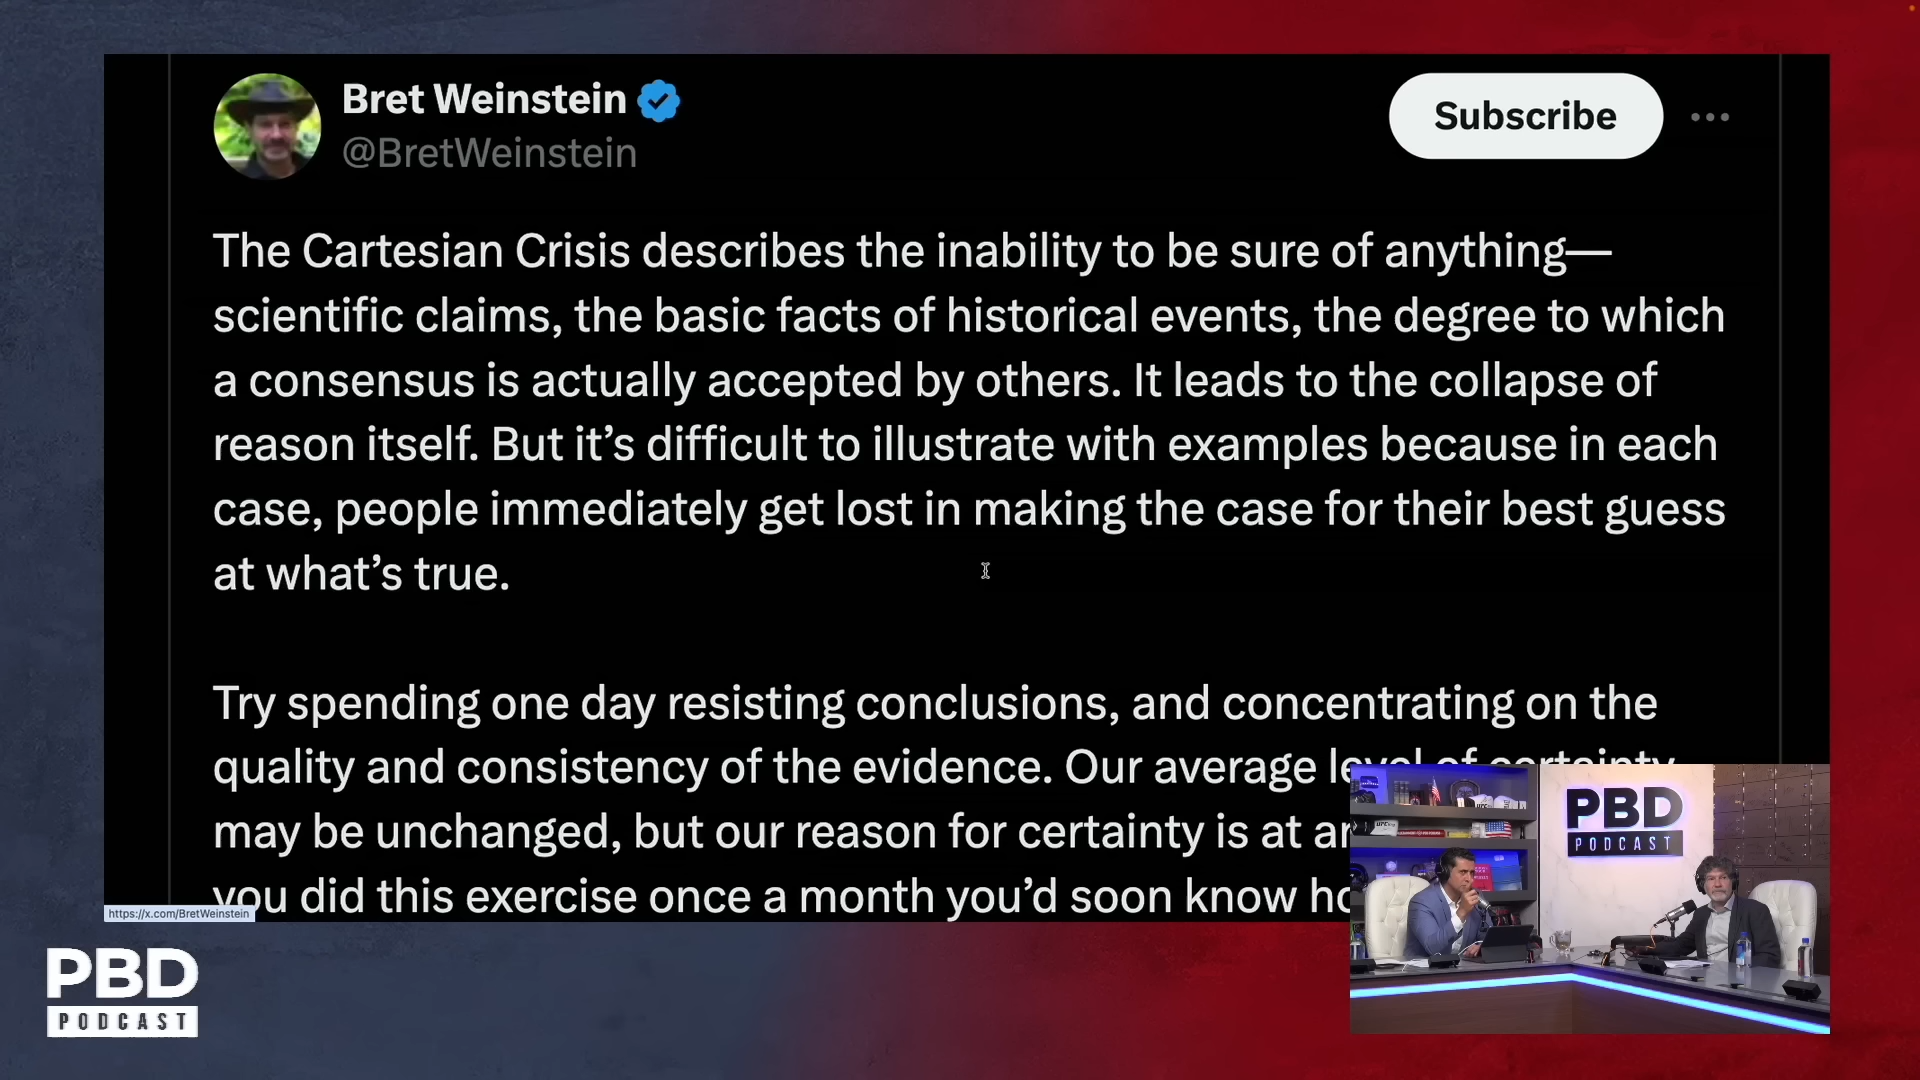 Bret Weinstein
@BretWeinstein
Subscribe
The Cartesian Crisis describes the inability to be sure of anything—
scientific claims, the basic facts of historical events, the degree to which
a consensus is actually accepted by others. It leads to the collapse of
reason itself. But it’s difficult to illustrate with examples because in each
case, people immediately get lost in making the case for their best guess
at what’s true.
Try spending one day resisting conclusions, and concentrating on the
quality and consistency of the evidence. Our average level of certainty
may be unchanged, but our reason for certainty is at
you did this exercise once a month you’d soon know
https://x.com/BretWeinstein
PBD
PODCAST
PBD
PODCAST